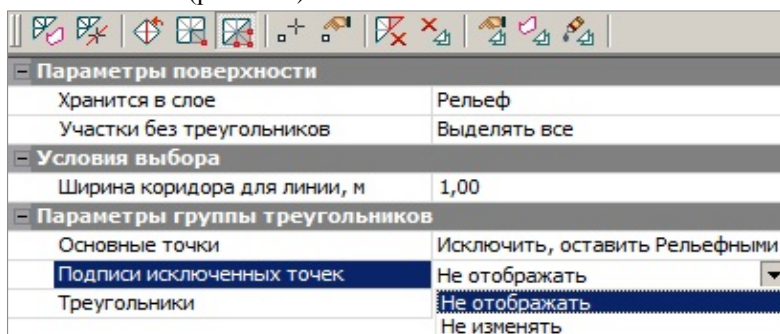 Параметры поверхности
Хранится в слое Рельеф
Участки без треугольников Выделять все
Условия выбора
Ширина коридора для линии, м 1,00
Параметры группы треугольников
Основные точки Исключить, оставить Рельефными
Подписи исключенных точек Не отображать
Треугольники Не отображать
Не изменять